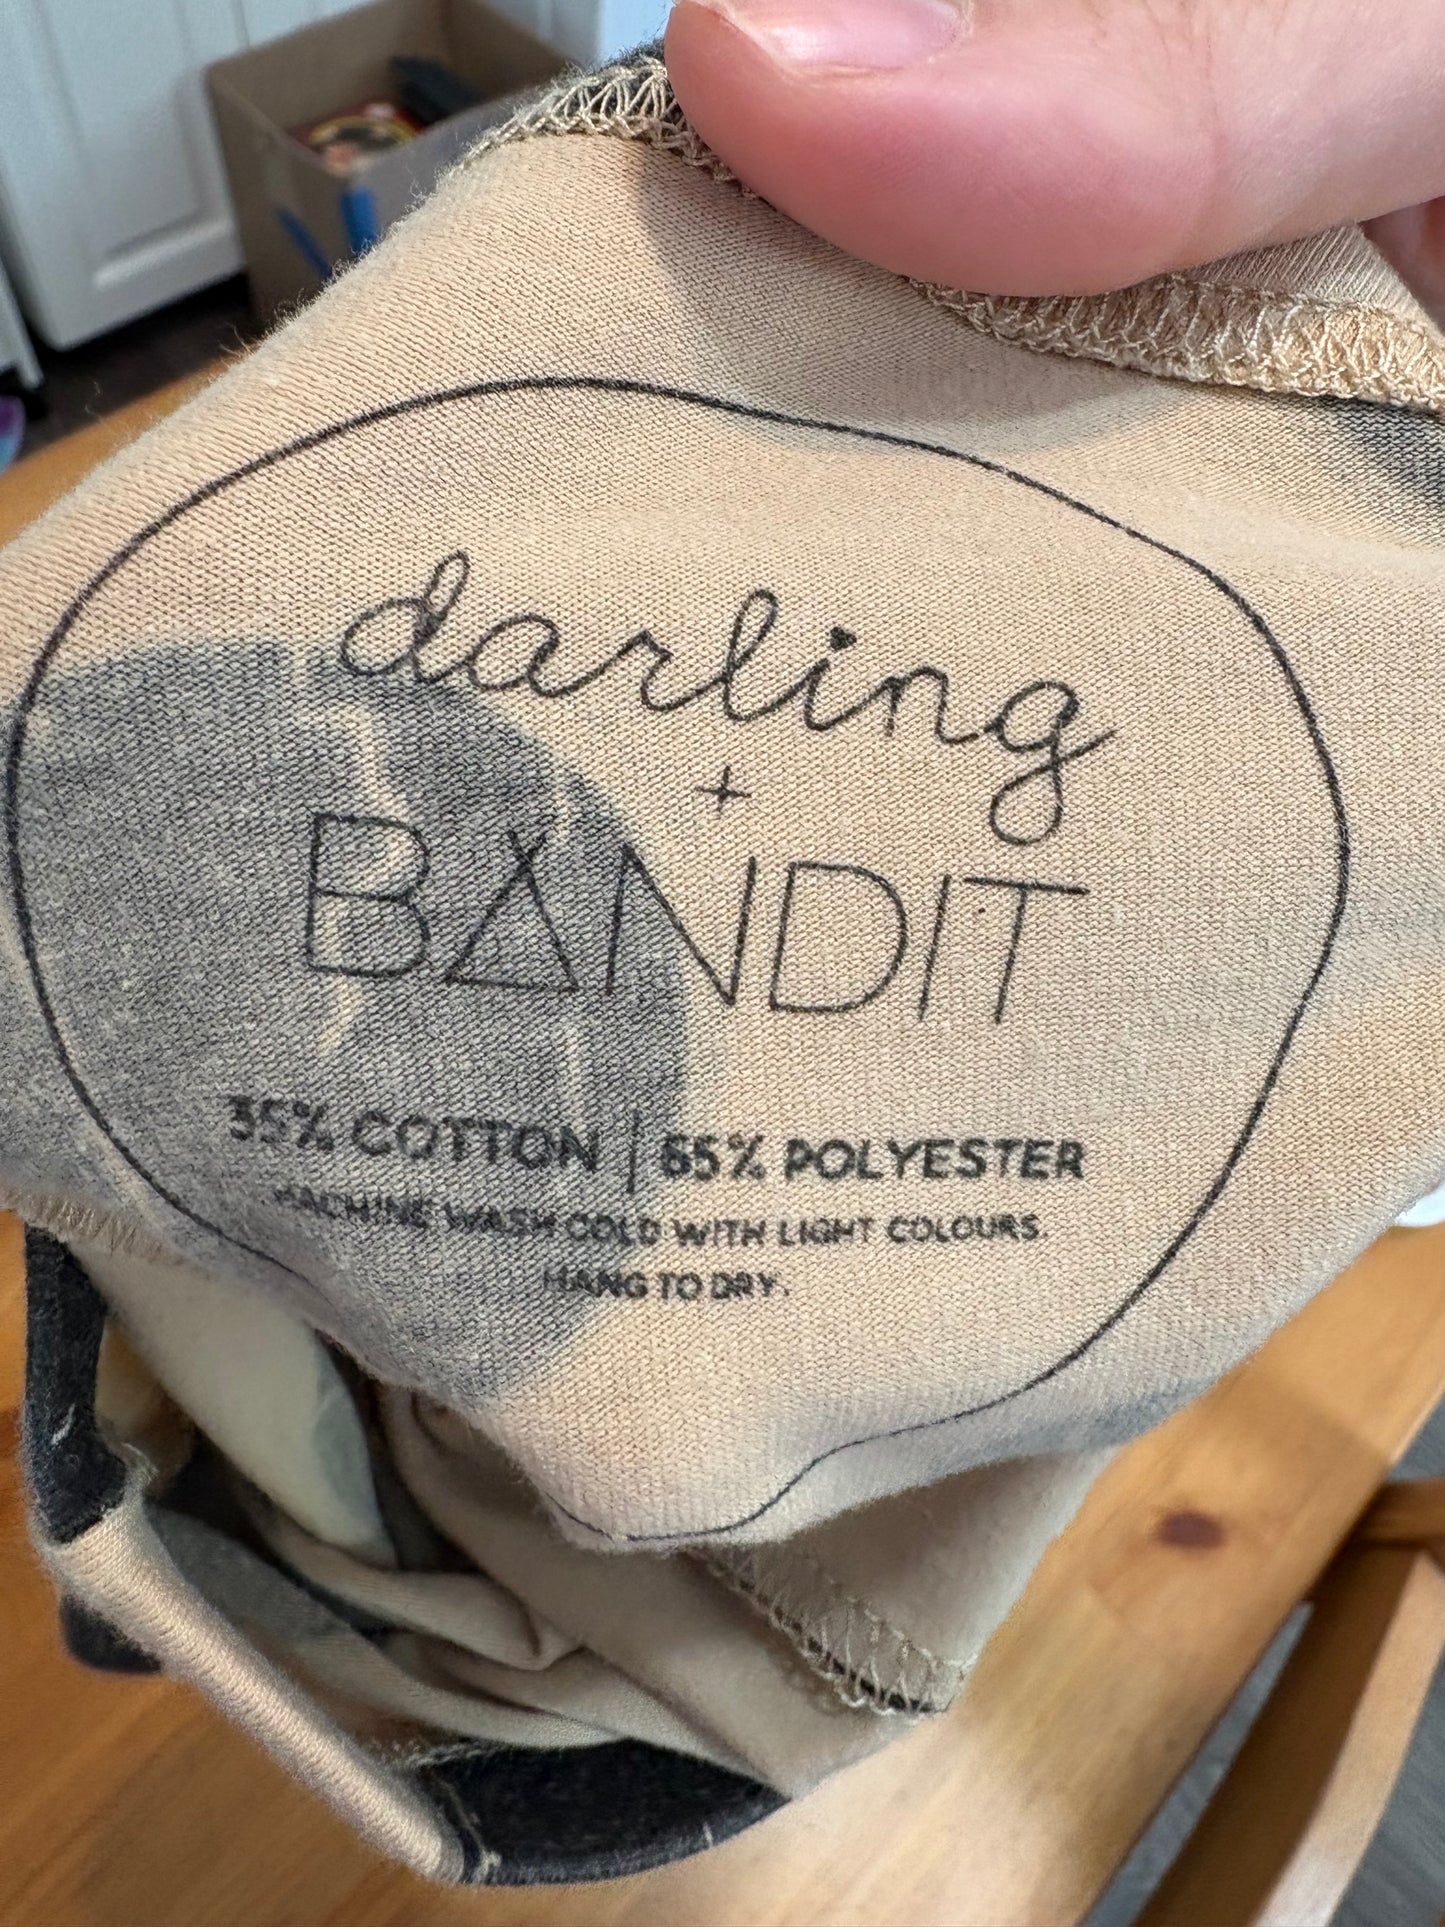 darling
+
BANDIT
35% COTTON | 65% POLYESTER
MACHINE WASH COLD WITH LIGHT COLOURS.
HANG TO DRY.